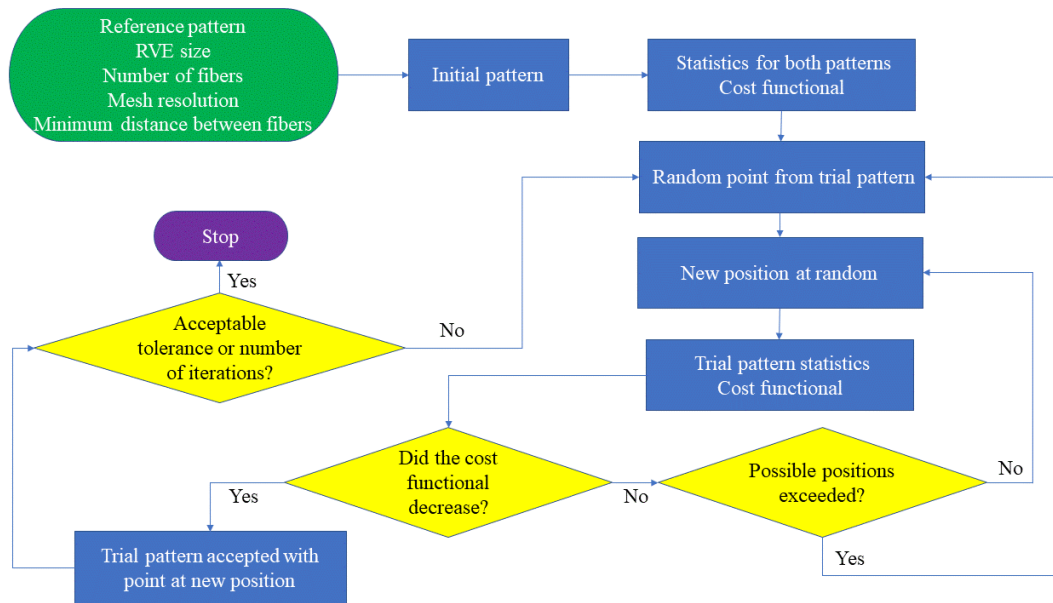 Reference pattern
RVE size
Number of fibers
Mesh resolution
Minimum distance between fibers
Initial pattern
Statistics for both patterns
Cost functional
Random point from trial pattern
Stop
Yes
New position at random
Acceptable
tolerance or number
of iterations?
No
Trial pattern statistics
Cost functional
Did the cost
functional
decrease?
Yes
No
Possible positions
exceeded?
No
Yes
Trial pattern accepted with
point at new position